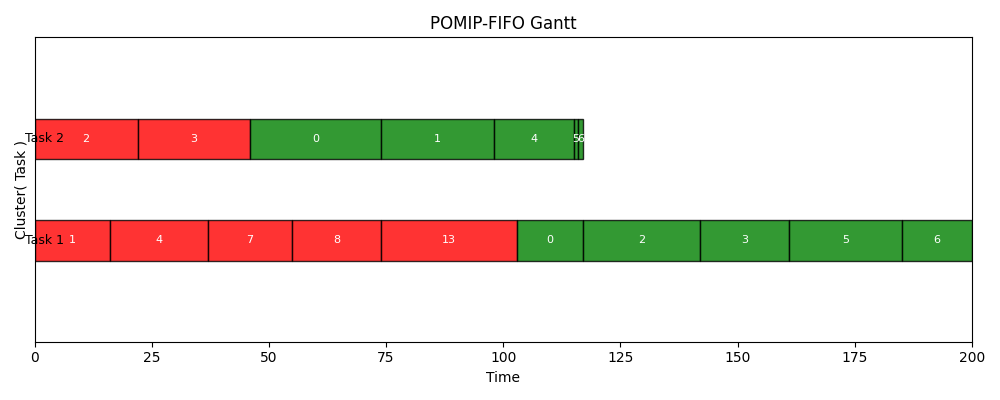 POMIP-FIFO Gantt
Cluster( Task )
Task 2 2 3 0 1 4 5 6
Task 1 1 4 7 8 13 0 2 3 5 6
0 25 50 75 100 125 150 175 200
Time